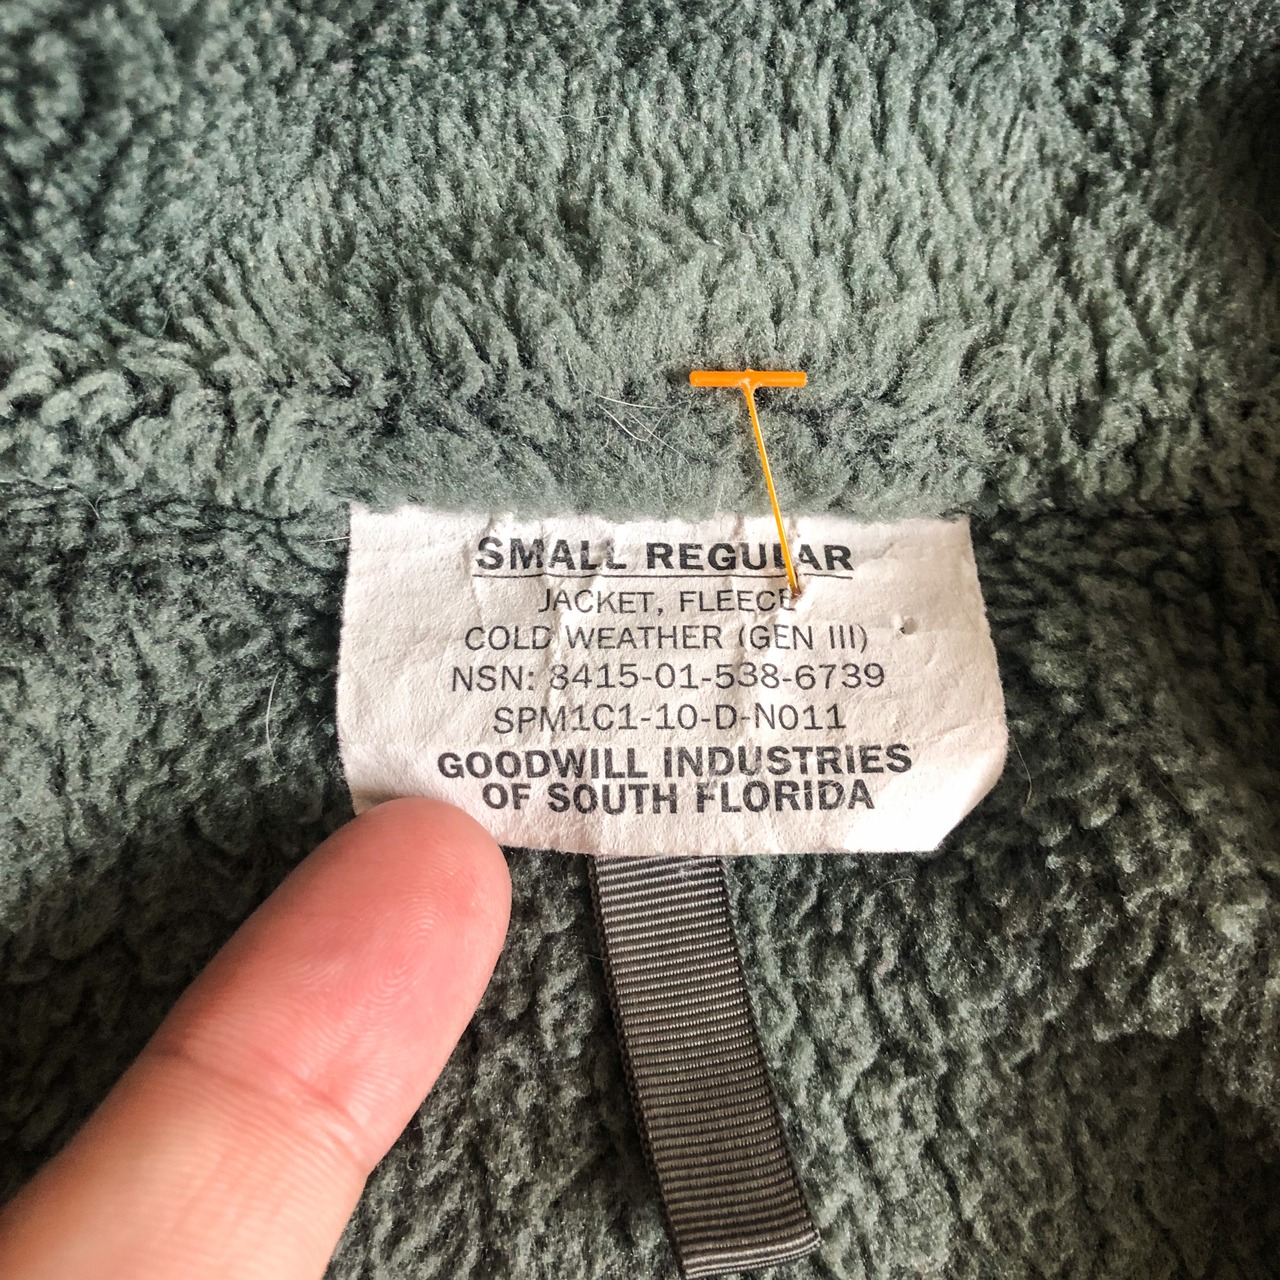 SMALL REGULAR
JACKET, FLEECE
COLD WEATHER (GEN III)
NSN: 8415-01-538-6739
SPM1C1-10-D-N011
GOODWILL INDUSTRIES
OF SOUTH FLORIDA